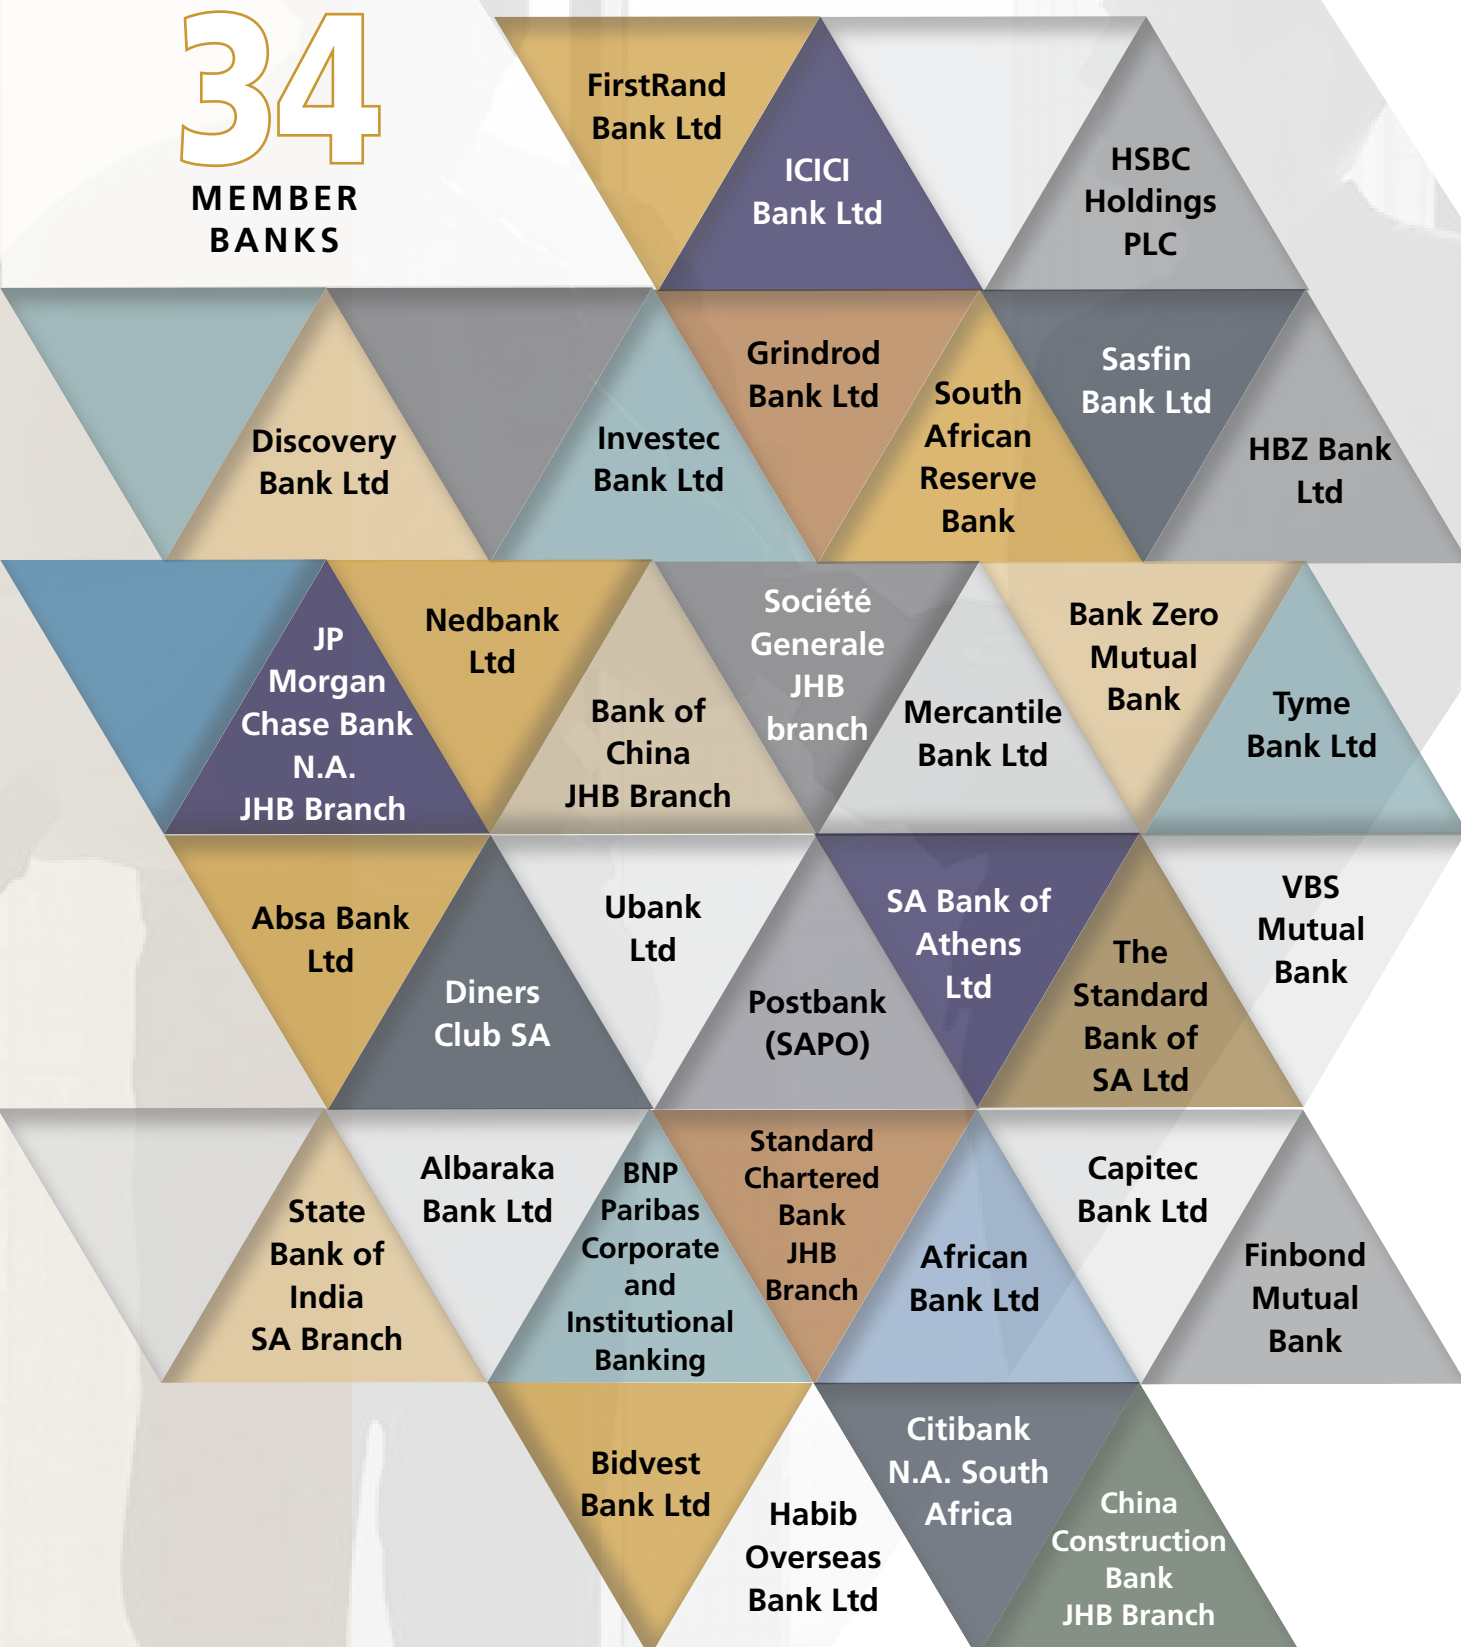 34
MEMBER
BANKS
FirstRand
Bank Ltd
ICICI
Bank Ltd
HSBC
Holdings
PLC
Discovery
Bank Ltd
Investec
Bank Ltd
Grindrod
Bank Ltd
South
African
Reserve
Bank
Sasfin
Bank Ltd
HBZ Bank
Ltd
JP
Morgan
Chase Bank
N.A.
JHB Branch
Nedbank
Ltd
Bank of
China
JHB Branch
Société
Generale
JHB
branch
Mercantile
Bank Ltd
Bank Zero
Mutual
Bank
Tyme
Bank Ltd
Absa Bank
Ltd
Diners
Club SA
Ubank
Ltd
Postbank
(SAPO)
SA Bank of
Athens
Ltd
The
Standard
Bank of
SA Ltd
VBS
Mutual
Bank
State
Bank of
India
SA Branch
Albaraka
Bank Ltd
BNP
Paribas
Corporate
and
Institutional
Banking
Standard
Chartered
Bank
JHB
Branch
African
Bank Ltd
Capitec
Bank Ltd
Finbond
Mutual
Bank
Bidvest
Bank Ltd
Habib
Overseas
Bank Ltd
Citibank
N.A. South
Africa
China
Construction
Bank
JHB Branch